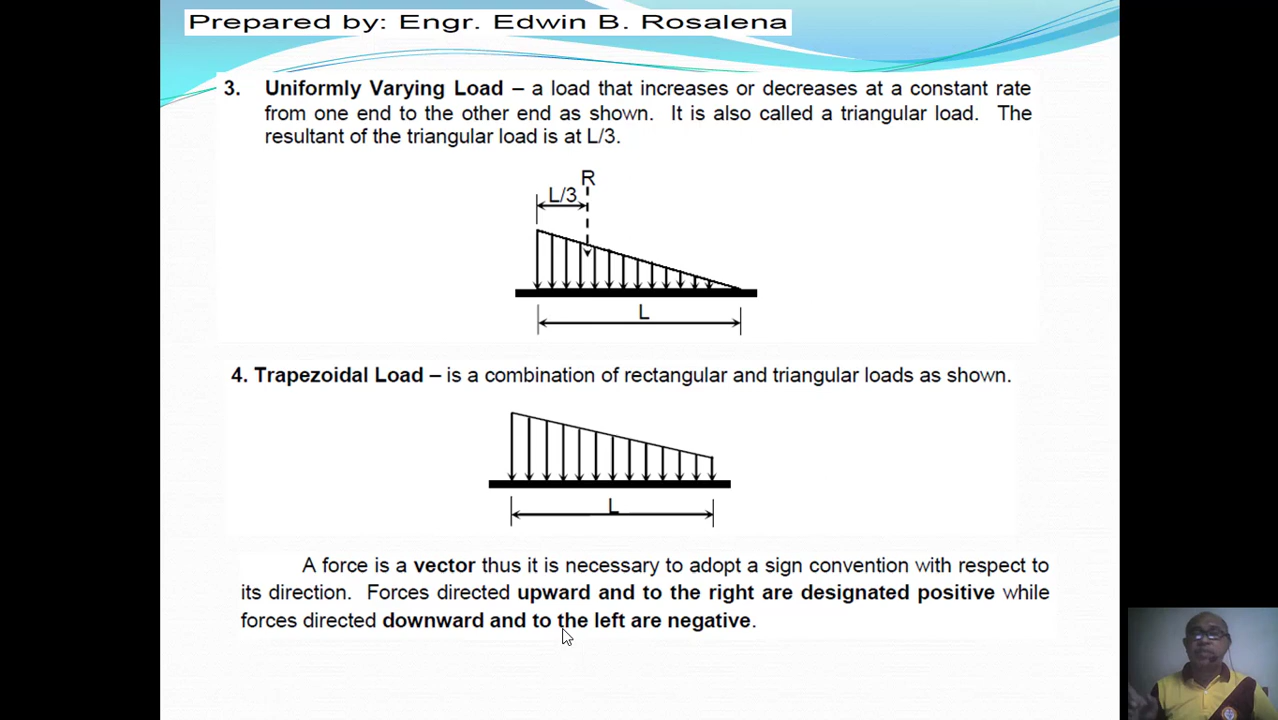 Prepared by: Engr. Edwin B. Rosalena
3. Uniformly Varying Load – a load that increases or decreases at a constant rate
from one end to the other end as shown. It is also called a triangular load. The
resultant of the triangular load is at L/3.
R
L/3
L
4. Trapezoidal Load – is a combination of rectangular and triangular loads as shown.
L
A force is a vector thus it is necessary to adopt a sign convention with respect to
its direction. Forces directed upward and to the right are designated positive while
forces directed downward and to the left are negative.